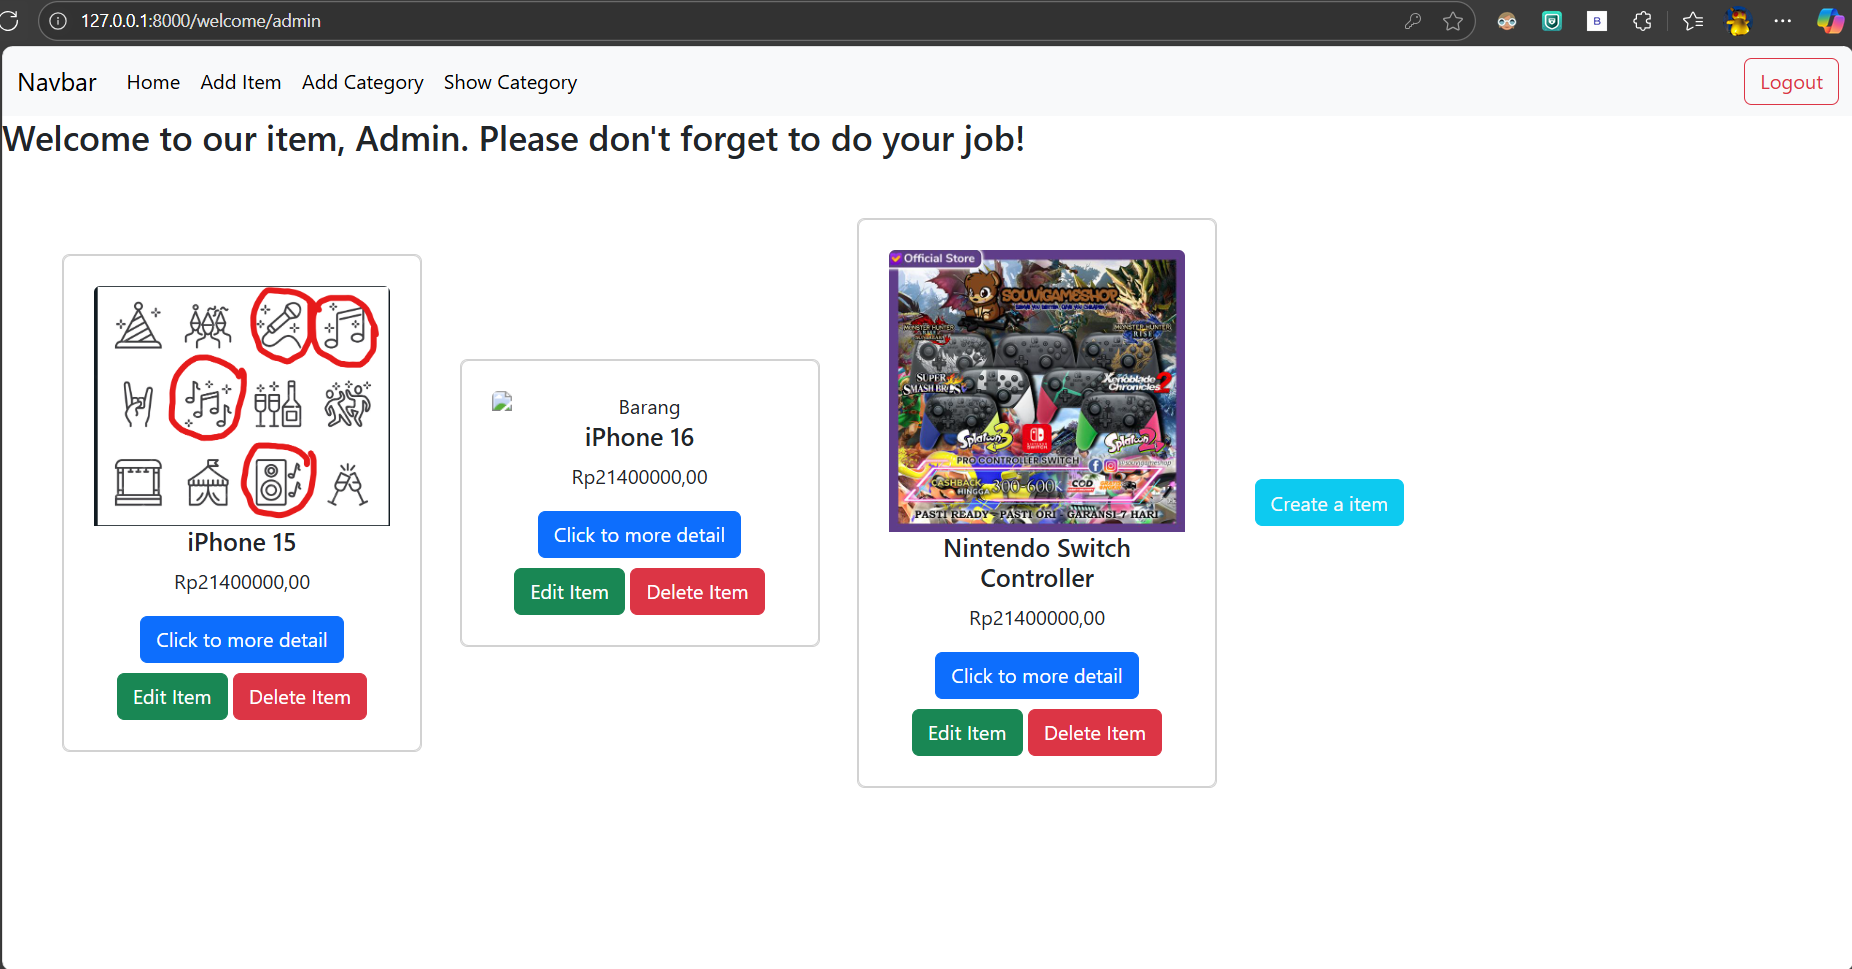 127.0.0.1:8000/welcome/admin
Navbar Home Add Item Add Category Show Category Logout
Welcome to our item, Admin. Please don't forget to do your job!
iPhone 15
Rp21400000,00
Click to more detail
Edit Item Delete Item
Barang
iPhone 16
Rp21400000,00
Click to more detail
Edit Item Delete Item
Official Store
SOUVIGAMESHOP
MONSTER HUNTER
MONSTER HUNTER
RISE
SUPER
SMASH BROS
Xenoblade
Chronicles 2
Splatoon 3
Splatoon 2
PRO CONTROLLER SWITCH
CASHBACK
HINGGA 300-600K COD
PASTI READY - PASTI ORI - GARANSI 7 HARI
Nintendo Switch
Controller
Rp21400000,00
Click to more detail
Edit Item Delete Item
Create a item